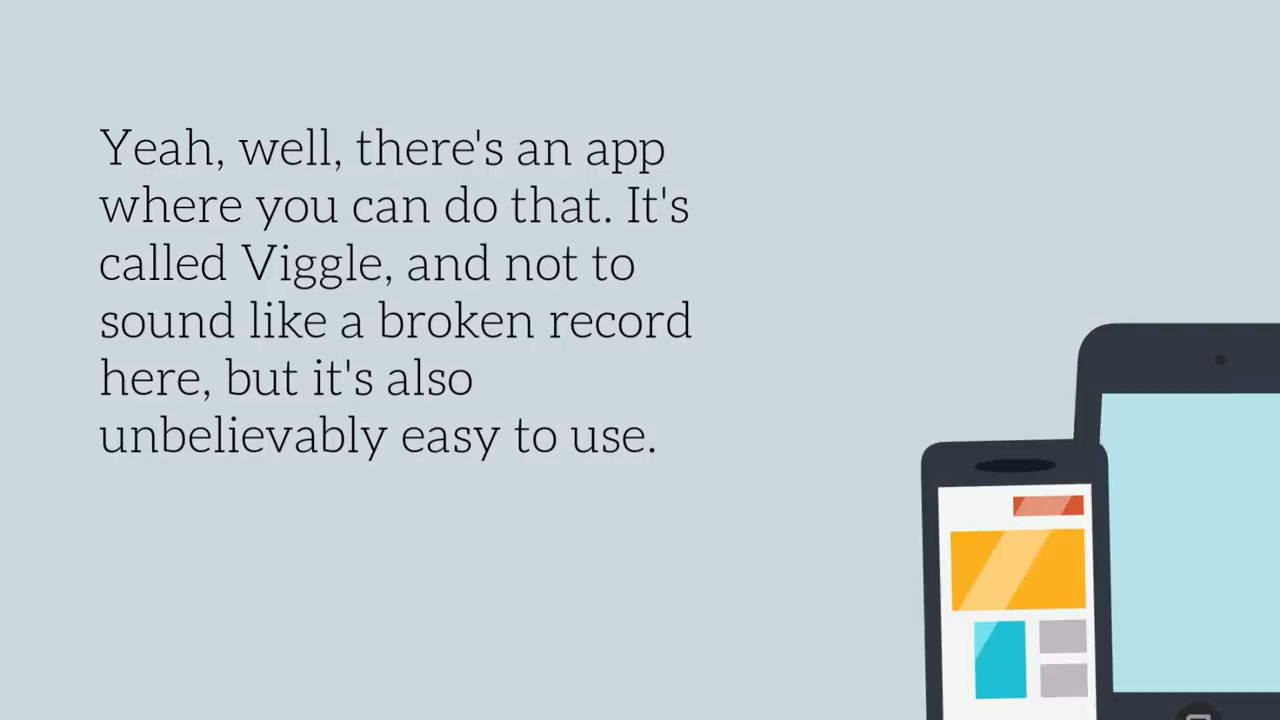 Yeah, well, there's an app
where you can do that. It's
called Viggle, and not to
sound like a broken record
here, but it's also
unbelievably easy to use.